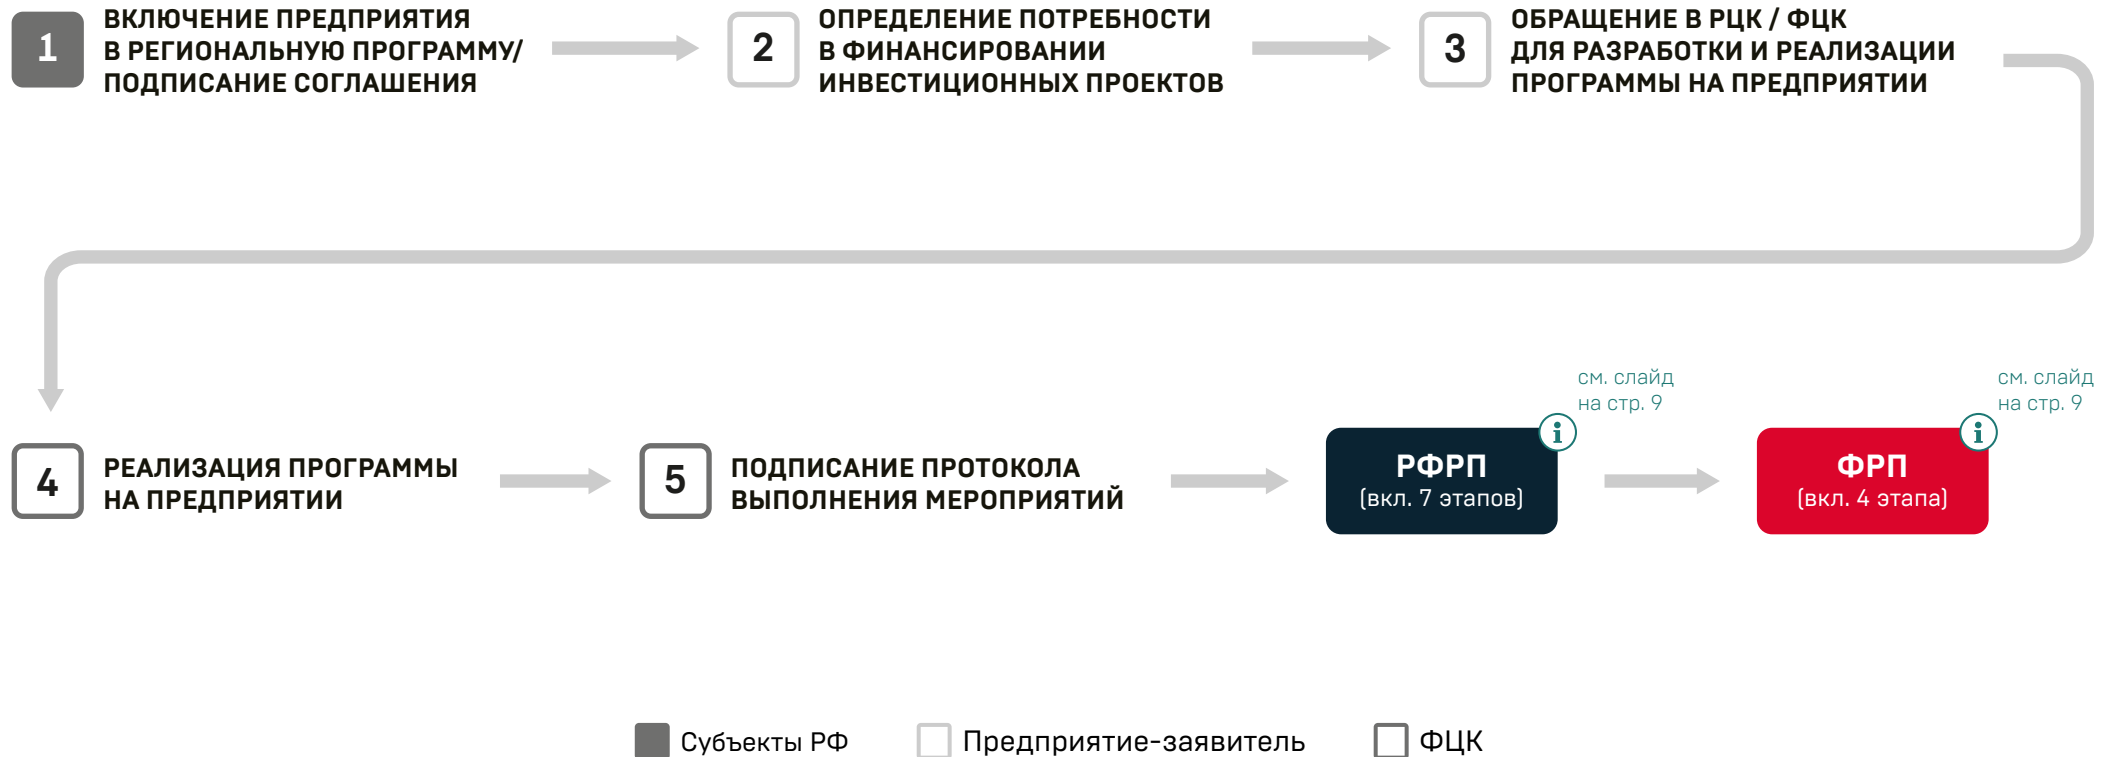 1
ВКЛЮЧЕНИЕ ПРЕДПРИЯТИЯ
В РЕГИОНАЛЬНУЮ ПРОГРАММУ/
ПОДПИСАНИЕ СОГЛАШЕНИЯ
2
ОПРЕДЕЛЕНИЕ ПОТРЕБНОСТИ
В ФИНАНСИРОВАНИИ
ИНВЕСТИЦИОННЫХ ПРОЕКТОВ
3
ОБРАЩЕНИЕ В РЦК / ФЦК
ДЛЯ РАЗРАБОТКИ И РЕАЛИЗАЦИИ
ПРОГРАММЫ НА ПРЕДПРИЯТИИ
4
РЕАЛИЗАЦИЯ ПРОГРАММЫ
НА ПРЕДПРИЯТИИ
5
ПОДПИСАНИЕ ПРОТОКОЛА
ВЫПОЛНЕНИЯ МЕРОПРИЯТИЙ
см. слайд
на стр. 9
i
РФРП
(вкл. 7 этапов)
см. слайд
на стр. 9
i
ФРП
(вкл. 4 этапа)
Субъекты РФ
Предприятие-заявитель
ФЦК